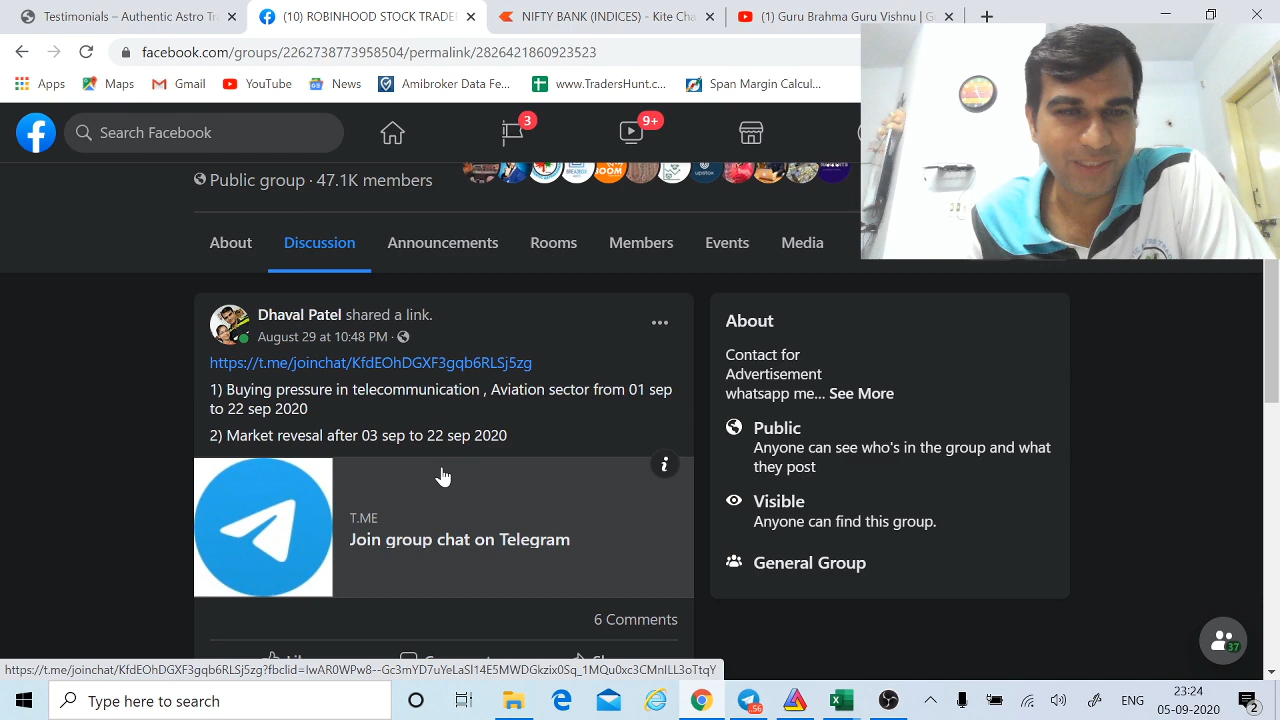 Testimonials – Authentic Astro Tr
(10) ROBINHOOD STOCK TRADER
NIFTY BANK (INDICES) - Kite Cha
(1) Guru Brahma Guru Vishnu | G
facebook.com/groups/
Apps
Maps
Gmail
YouTube
News
Amibroker Data Fe...
www.TradersHunt.c...
Span Margin Calcul...
Search Facebook
3
9+
Public group · 47.1K members
BOOM
upstox
About
Discussion
Announcements
Rooms
Members
Events
Media
Dhaval Patel shared a link.
August 29 at 10:48 PM ·
https://t.me/joinchat/KfdEOhDGXF3gqb6RLSj5zg
1) Buying pressure in telecommunication , Aviation sector from 01 sep
to 22 sep 2020
2) Market revesal after 03 sep to 22 sep 2020
T.ME
Join group chat on Telegram
6 Comments
About
Contact for
Advertisement
whatsapp me... See More
Public
Anyone can see who's in the group and what
they post
Visible
Anyone can find this group.
General Group
37
Type here to search
.56
ENG
23:24
05-09-2020
2